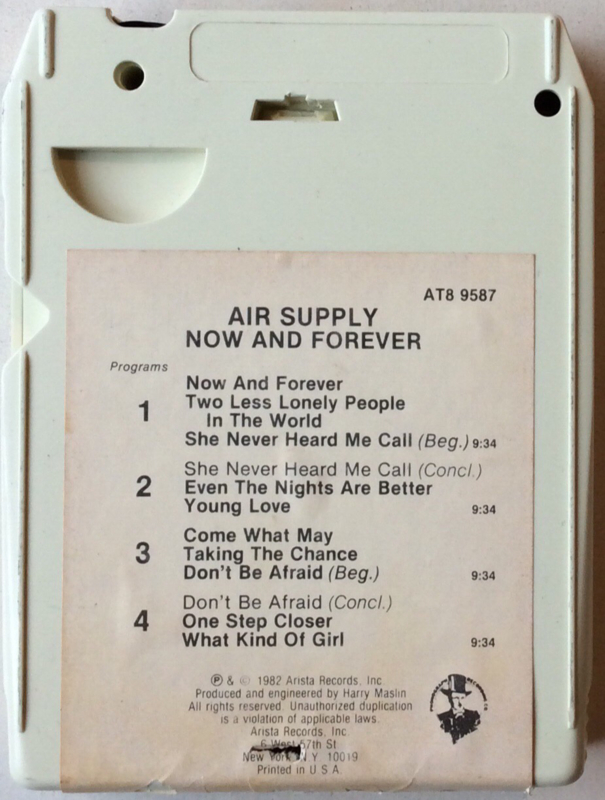 AT8 9587
AIR SUPPLY
NOW AND FOREVER
Programs
1
Now And Forever
Two Less Lonely People
In The World
She Never Heard Me Call (Beg.) 9:34
2
She Never Heard Me Call (Concl.)
Even The Nights Are Better
Young Love 9:34
3
Come What May
Taking The Chance
Don't Be Afraid (Beg.) 9:34
4
Don't Be Afraid (Concl.)
One Step Closer
What Kind Of Girl 9:34
℗ & © 1982 Arista Records, Inc
Produced and engineered by Harry Maslin
All rights reserved. Unauthorized duplication
is a violation of applicable laws.
Arista Records, Inc.
6 West 57th St
New York N.Y. 10019
Printed in U S A